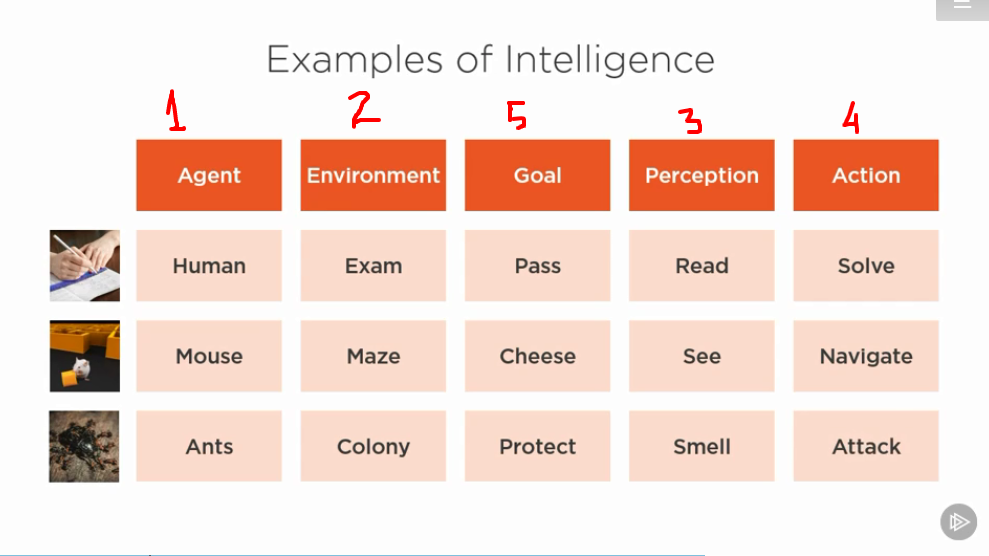 Examples of Intelligence
1 2 5 3 4
Agent Environment Goal Perception Action
Human Exam Pass Read Solve
Mouse Maze Cheese See Navigate
Ants Colony Protect Smell Attack